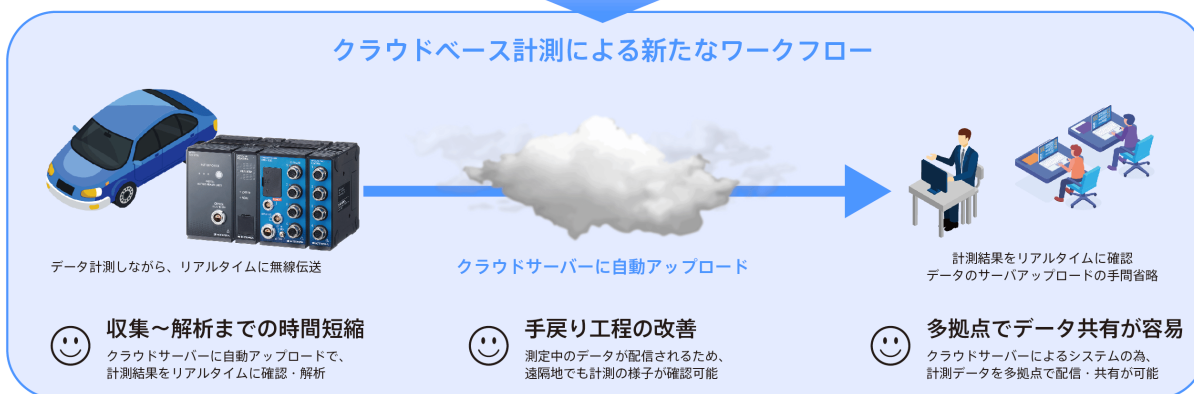 クラウドベース計測による新たなワークフロー
データ計測しながら、リアルタイムに無線伝送
クラウドサーバーに自動アップロード
計測結果をリアルタイムに確認
データのサーバアップロードの手間省略
収集～解析までの時間短縮
クラウドサーバーに自動アップロードで、
計測結果をリアルタイムに確認・解析
手戻り工程の改善
測定中のデータが配信されるため、
遠隔地でも計測の様子が確認可能
多拠点でデータ共有が容易
クラウドサーバーによるシステムの為、
計測データを多拠点で配信・共有が可能